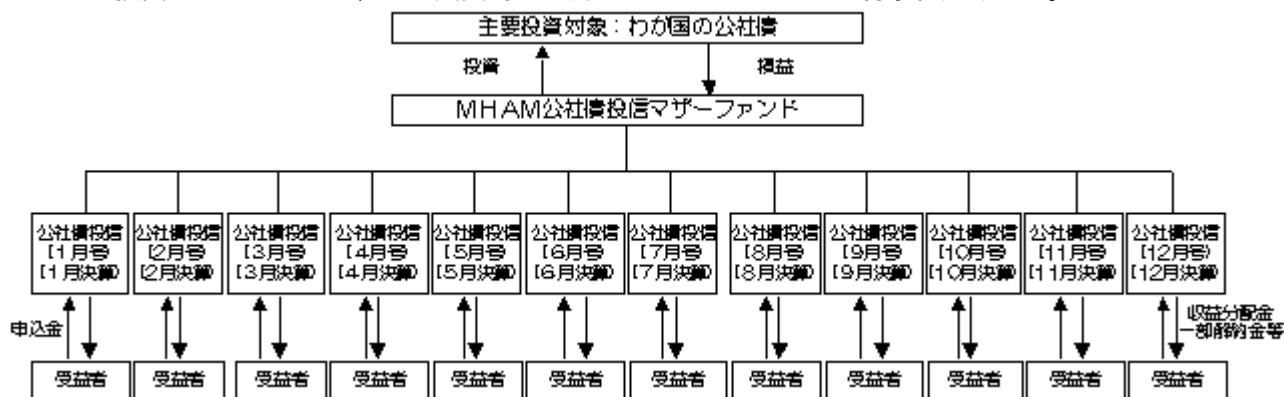 主要投資対象：わが国の公社債
投資
損益
MHAM公社債投信マザーファンド
公社債投信
[1月号
[1月決算)
公社債投信
[2月号
[2月決算)
公社債投信
[3月号
[3月決算)
公社債投信
[4月号
[4月決算)
公社債投信
[5月号
[5月決算)
公社債投信
[6月号
[6月決算)
公社債投信
[7月号
[7月決算)
公社債投信
[8月号
[8月決算)
公社債投信
[9月号
[9月決算)
公社債投信
[10月号
[10月決算)
公社債投信
[11月号
[11月決算)
公社債投信
[12月号
[12月決算)
申込金
収益分配金
一部解約金等
受益者
受益者
受益者
受益者
受益者
受益者
受益者
受益者
受益者
受益者
受益者
受益者